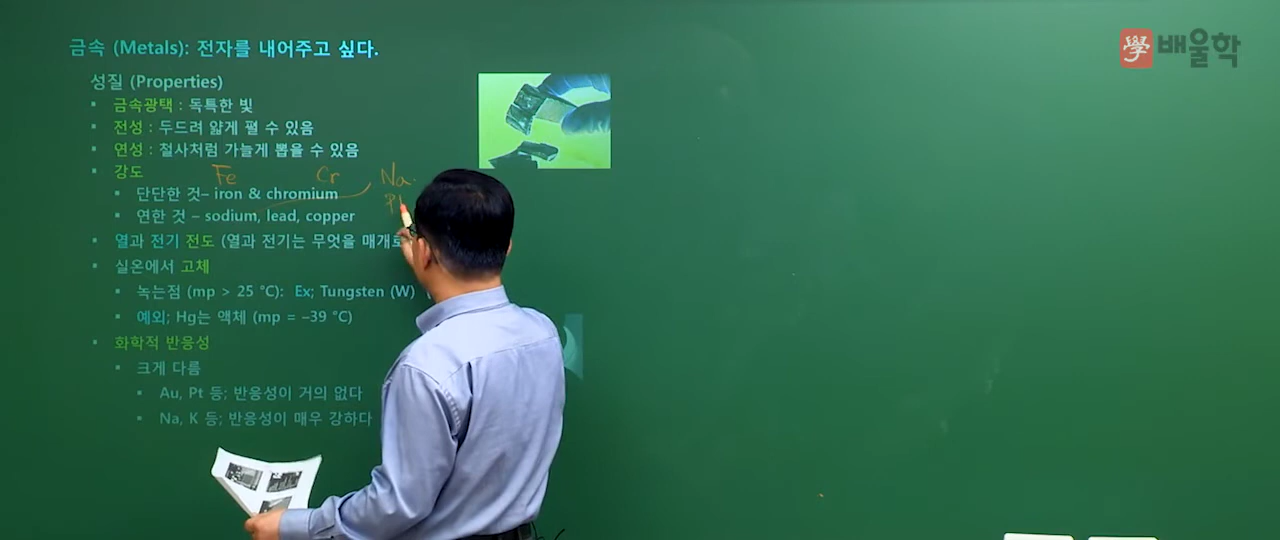 금속 (Metals): 전자를 내어주고 싶다.
學 배울학
성질 (Properties)
▪ 금속광택 : 독특한 빛
▪ 전성 : 두드려 얇게 펼 수 있음
▪ 연성 : 철사처럼 가늘게 뽑을 수 있음
▪ 강도
Fe Cr Na
▪ 단단한 것– iron & chromium
▪ 연한 것 – sodium, lead, copper
▪ 열과 전기 전도 (열과 전기는 무엇을 매개로
▪ 실온에서 고체
▪ 녹는점 (mp > 25 °C): Ex; Tungsten (W)
▪ 예외; Hg는 액체 (mp = –39 °C)
▪ 화학적 반응성
▪ 크게 다름
▪ Au, Pt 등; 반응성이 거의 없다
▪ Na, K 등; 반응성이 매우 강하다